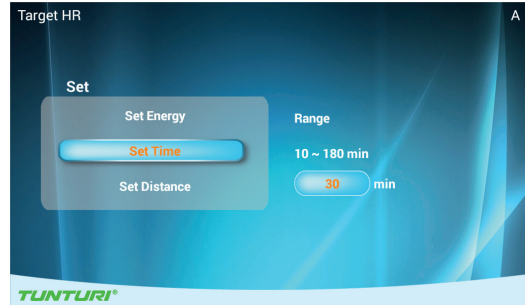 Target HR
A
Set
Set Energy
Set Time
Set Distance
Range
10 ~ 180 min
30 min
TUNTURI®